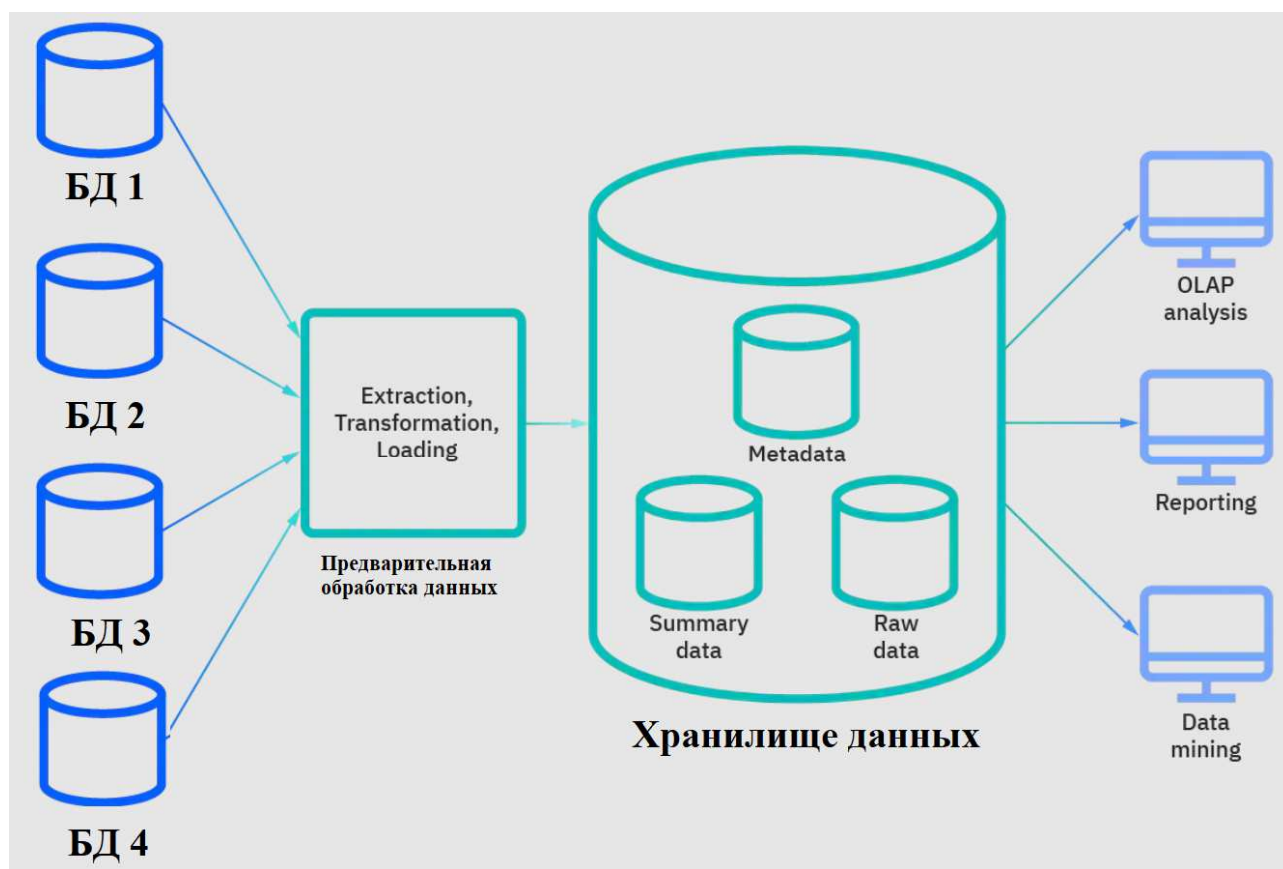 БД 1
БД 2
БД 3
БД 4
Extraction,
Transformation,
Loading
Предварительная
обработка данных
Metadata
Summary
data
Raw
data
Хранилище данных
OLAP
analysis
Reporting
Data
mining